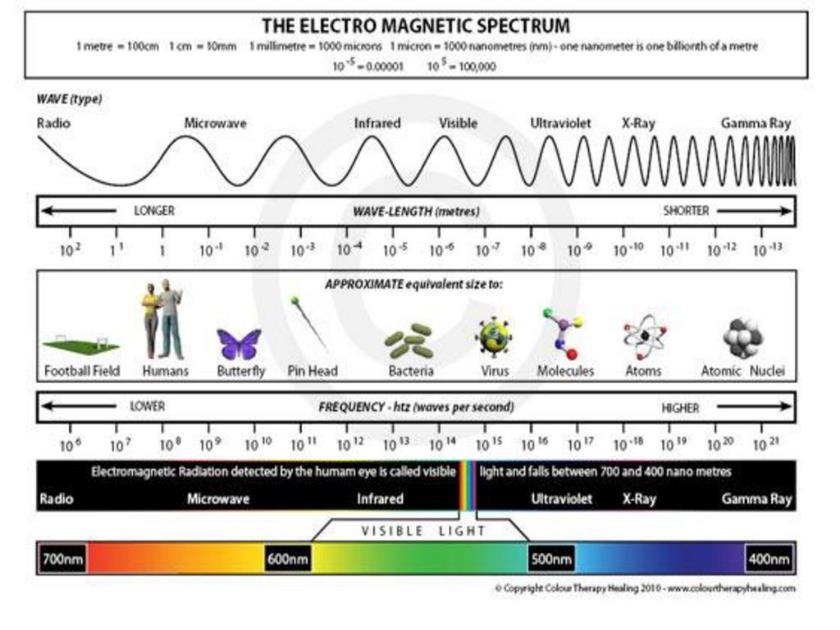 THE ELECTRO MAGNETIC SPECTRUM
1 metre = 100cm 1 cm = 10mm 1 millimetre = 1000 microns 1 micron = 1000 nanometres (nm) - one nanometer is one billionth of a metre
10⁻⁵ = 0.00001 10⁵ = 100,000
WAVE (type)
Radio Microwave Infrared Visible Ultraviolet X-Ray Gamma Ray
LONGER WAVE-LENGTH (metres) SHORTER
10² 1¹ 1 10⁻¹ 10⁻² 10⁻³ 10⁻⁴ 10⁻⁵ 10⁻⁶ 10⁻⁷ 10⁻⁸ 10⁻⁹ 10⁻¹⁰ 10⁻¹¹ 10⁻¹² 10⁻¹³
APPROXIMATE equivalent size to:
Football Field Humans Butterfly Pin Head Bacteria Virus Molecules Atoms Atomic Nuclei
LOWER FREQUENCY - htz (waves per second) HIGHER
10⁶ 10⁷ 10⁸ 10⁹ 10¹⁰ 10¹¹ 10¹² 10¹³ 10¹⁴ 10¹⁵ 10¹⁶ 10¹⁷ 10⁻¹⁸ 10¹⁹ 10²⁰ 10²¹
Electromagnetic Radiation detected by the humam eye is called visible light and falls between 700 and 400 nano metres
Radio Microwave Infrared Ultraviolet X-Ray Gamma Ray
VISIBLE LIGHT
700nm 600nm 500nm 400nm
© Copyright Colour Therapy Healing 2010 - www.colourtherapyhealing.com